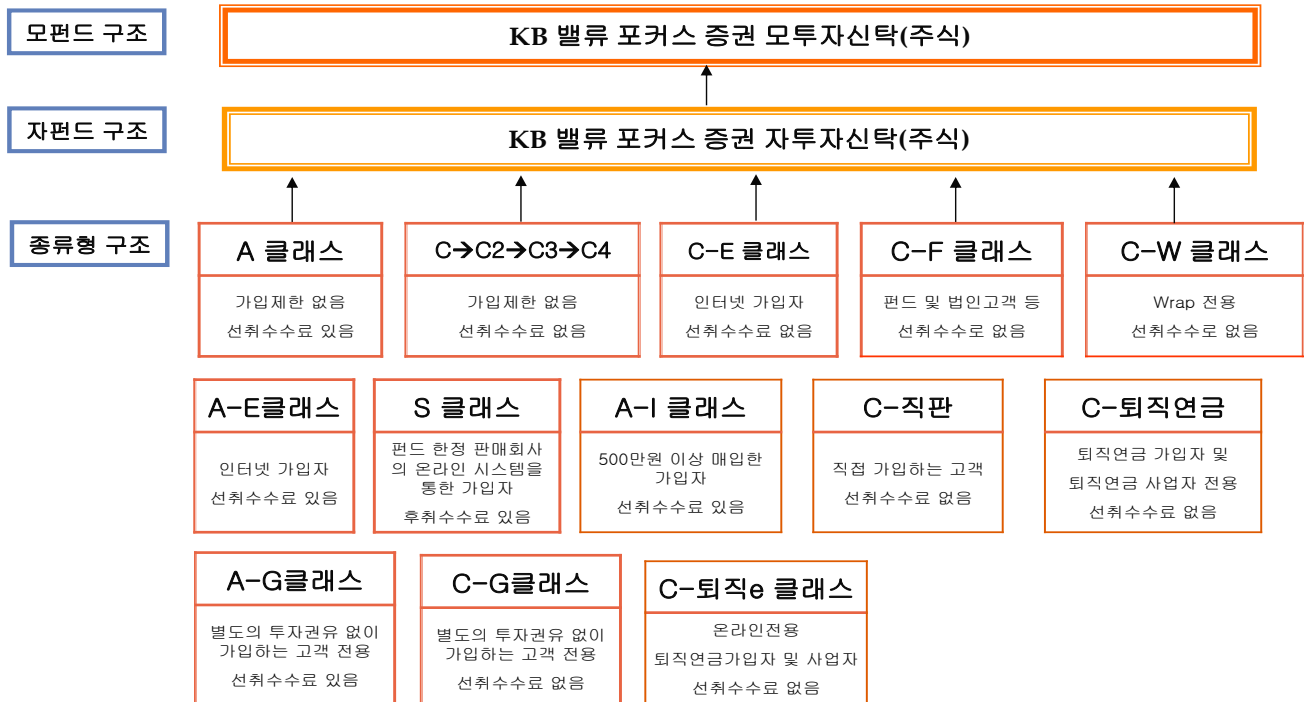 모펀드 구조
KB 밸류 포커스 증권 모투자신탁(주식)
자펀드 구조
KB 밸류 포커스 증권 자투자신탁(주식)
종류형 구조
A 클래스
가입제한 없음
선취수수료 있음
C→C2→C3→C4
가입제한 없음
선취수수료 없음
C-E 클래스
인터넷 가입자
선취수수료 없음
C-F 클래스
펀드 및 법인고객 등
선취수수로 없음
C-W 클래스
Wrap 전용
선취수수로 없음
A-E클래스
인터넷 가입자
선취수수료 있음
S 클래스
펀드 한정 판매회사
의 온라인 시스템을
통한 가입자
후취수수료 있음
A-I 클래스
500만원 이상 매입한
가입자
선취수수료 있음
C-직판
직접 가입하는 고객
선취수수료 없음
C-퇴직연금
퇴직연금 가입자 및
퇴직연금 사업자 전용
선취수수료 없음
A-G클래스
별도의 투자권유 없이
가입하는 고객 전용
선취수수료 있음
C-G클래스
별도의 투자권유 없이
가입하는 고객 전용
선취수수료 없음
C-퇴직e 클래스
온라인전용
퇴직연금가입자 및 사업자
선취수수료 없음